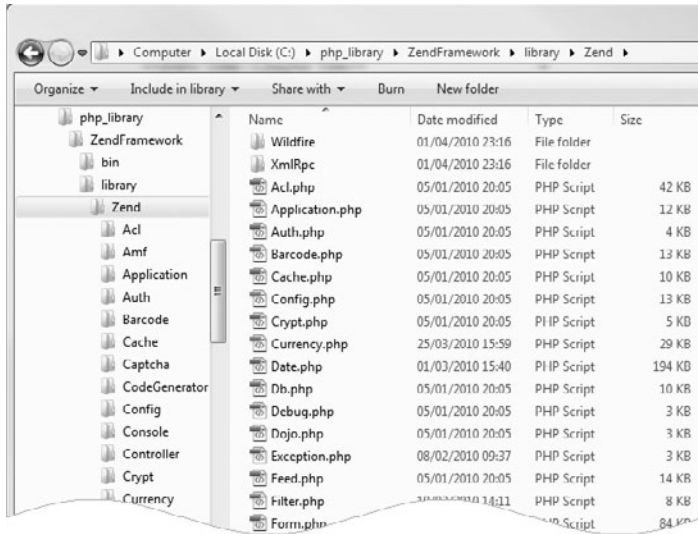 Computer ▸ Local Disk (C:) ▸ php_library ▸ ZendFramework ▸ library ▸ Zend ▸
Organize Include in library Share with Burn New folder
php_library
ZendFramework
bin
library
Zend
Acl
Amf
Application
Auth
Barcode
Cache
Captcha
CodeGenerator
Config
Console
Controller
Crypt
Currency
Name Date modified Type Size
Wildfire 01/04/2010 23:16 File folder
XmlRpc 01/04/2010 23:16 File folder
Acl.php 05/01/2010 20:05 PHP Script 42 KB
Application.php 05/01/2010 20:05 PHP Script 12 KB
Auth.php 05/01/2010 20:05 PHP Script 4 KB
Barcode.php 05/01/2010 20:05 PHP Script 13 KB
Cache.php 05/01/2010 20:05 PHP Script 10 KB
Config.php 05/01/2010 20:05 PHP Script 13 KB
Crypt.php 05/01/2010 20:05 PHP Script 5 KB
Currency.php 25/03/2010 15:59 PHP Script 29 KB
Date.php 01/03/2010 15:40 PHP Script 194 KB
Db.php 05/01/2010 20:05 PHP Script 10 KB
Debug.php 05/01/2010 20:05 PHP Script 3 KB
Dojo.php 05/01/2010 20:05 PHP Script 3 KB
Exception.php 08/02/2010 09:37 PHP Script 3 KB
Feed.php 05/01/2010 20:05 PHP Script 14 KB
Filter.php 14:11 PHP Script 8 KB
Form.php Script 84 KB